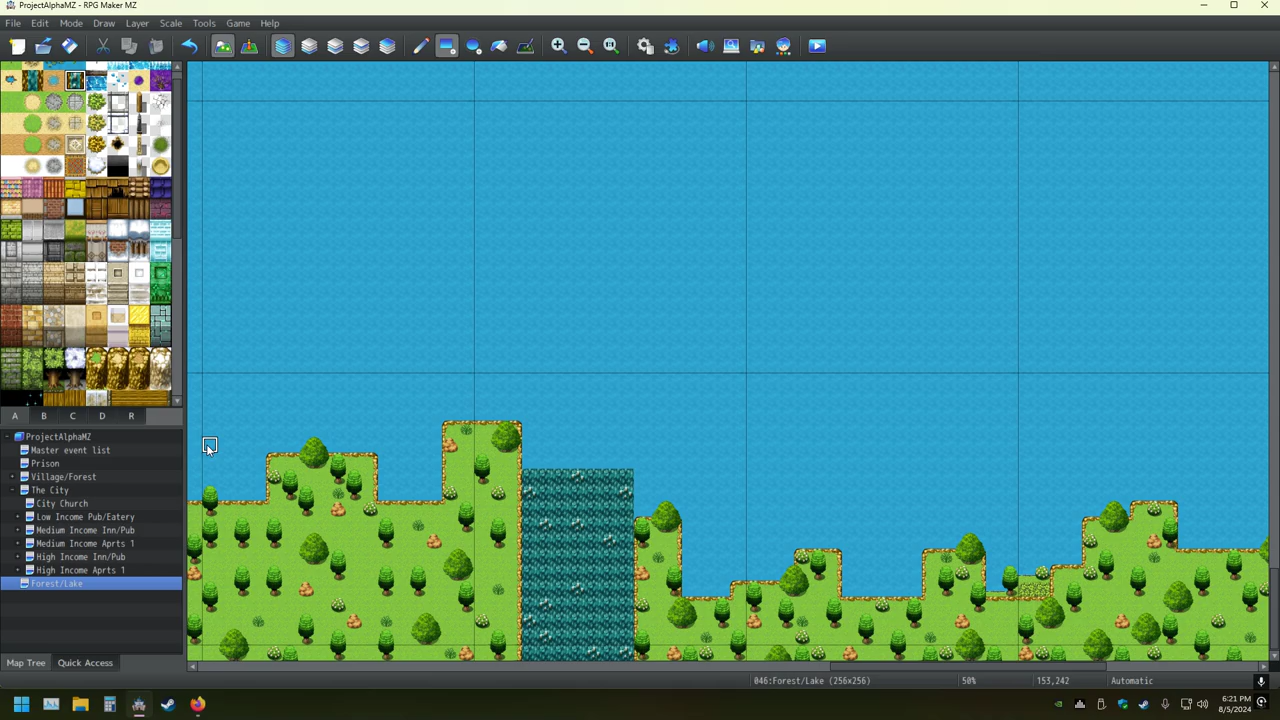 ProjectAlphaMZ - RPG Maker MZ
File Edit Mode Draw Layer Scale Tools Game Help
A B C D R
ProjectAlphaMZ
Master event list
Prison
Village/Forest
The City
City Church
Low Income Pub/Eatery
Medium Income Inn/Pub
Medium Income Aprts 1
High Income Inn/Pub
High Income Aprts 1
Forest/Lake
Map Tree Quick Access
046:Forest/Lake (256x256) 50% 153,242 Automatic
6:21 PM
8/5/2024